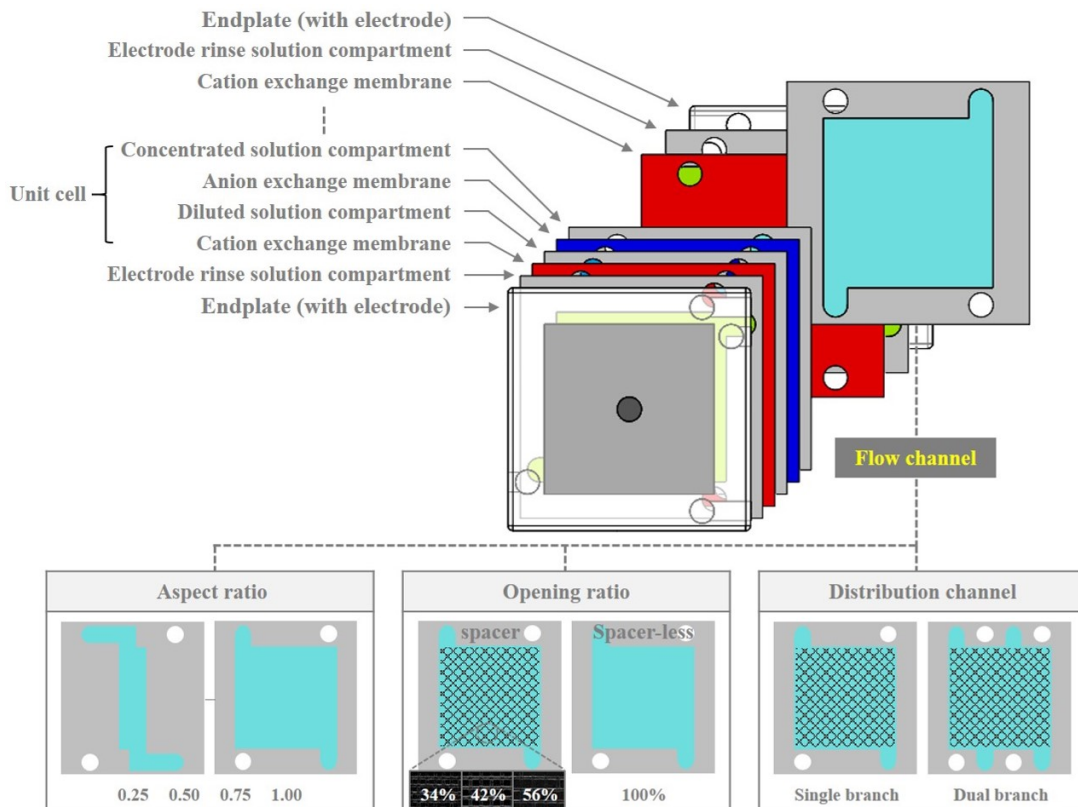 Endplate (with electrode)
Electrode rinse solution compartment
Cation exchange membrane
Concentrated solution compartment
Anion exchange membrane
Unit cell
Diluted solution compartment
Cation exchange membrane
Electrode rinse solution compartment
Endplate (with electrode)
Flow channel
Aspect ratio
0.25 0.50 0.75 1.00
Opening ratio
spacer Spacer-less
34% 42% 56% 100%
Distribution channel
Single branch Dual branch